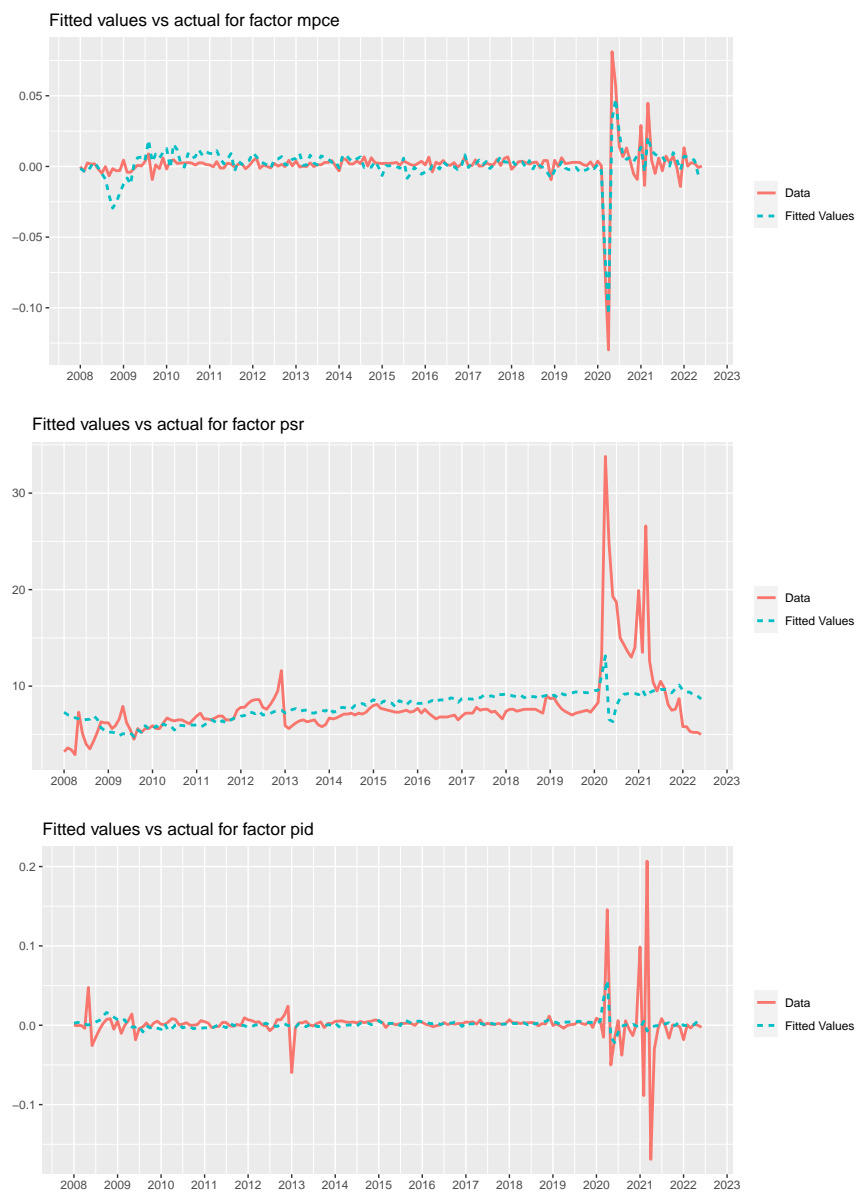 Fitted values vs actual for factor mpce
0.05
0.00
−0.05
−0.10
2008 2009 2010 2011 2012 2013 2014 2015 2016 2017 2018 2019 2020 2021 2022 2023
Data
Fitted Values
Fitted values vs actual for factor psr
30
20
10
2008 2009 2010 2011 2012 2013 2014 2015 2016 2017 2018 2019 2020 2021 2022 2023
Data
Fitted Values
Fitted values vs actual for factor pid
0.2
0.1
0.0
−0.1
2008 2009 2010 2011 2012 2013 2014 2015 2016 2017 2018 2019 2020 2021 2022 2023
Data
Fitted Values